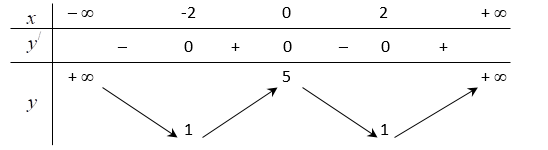 x − ∞ -2 0 2 + ∞
y′ − 0 + 0 − 0 +
+ ∞ 5 + ∞
y
1 1